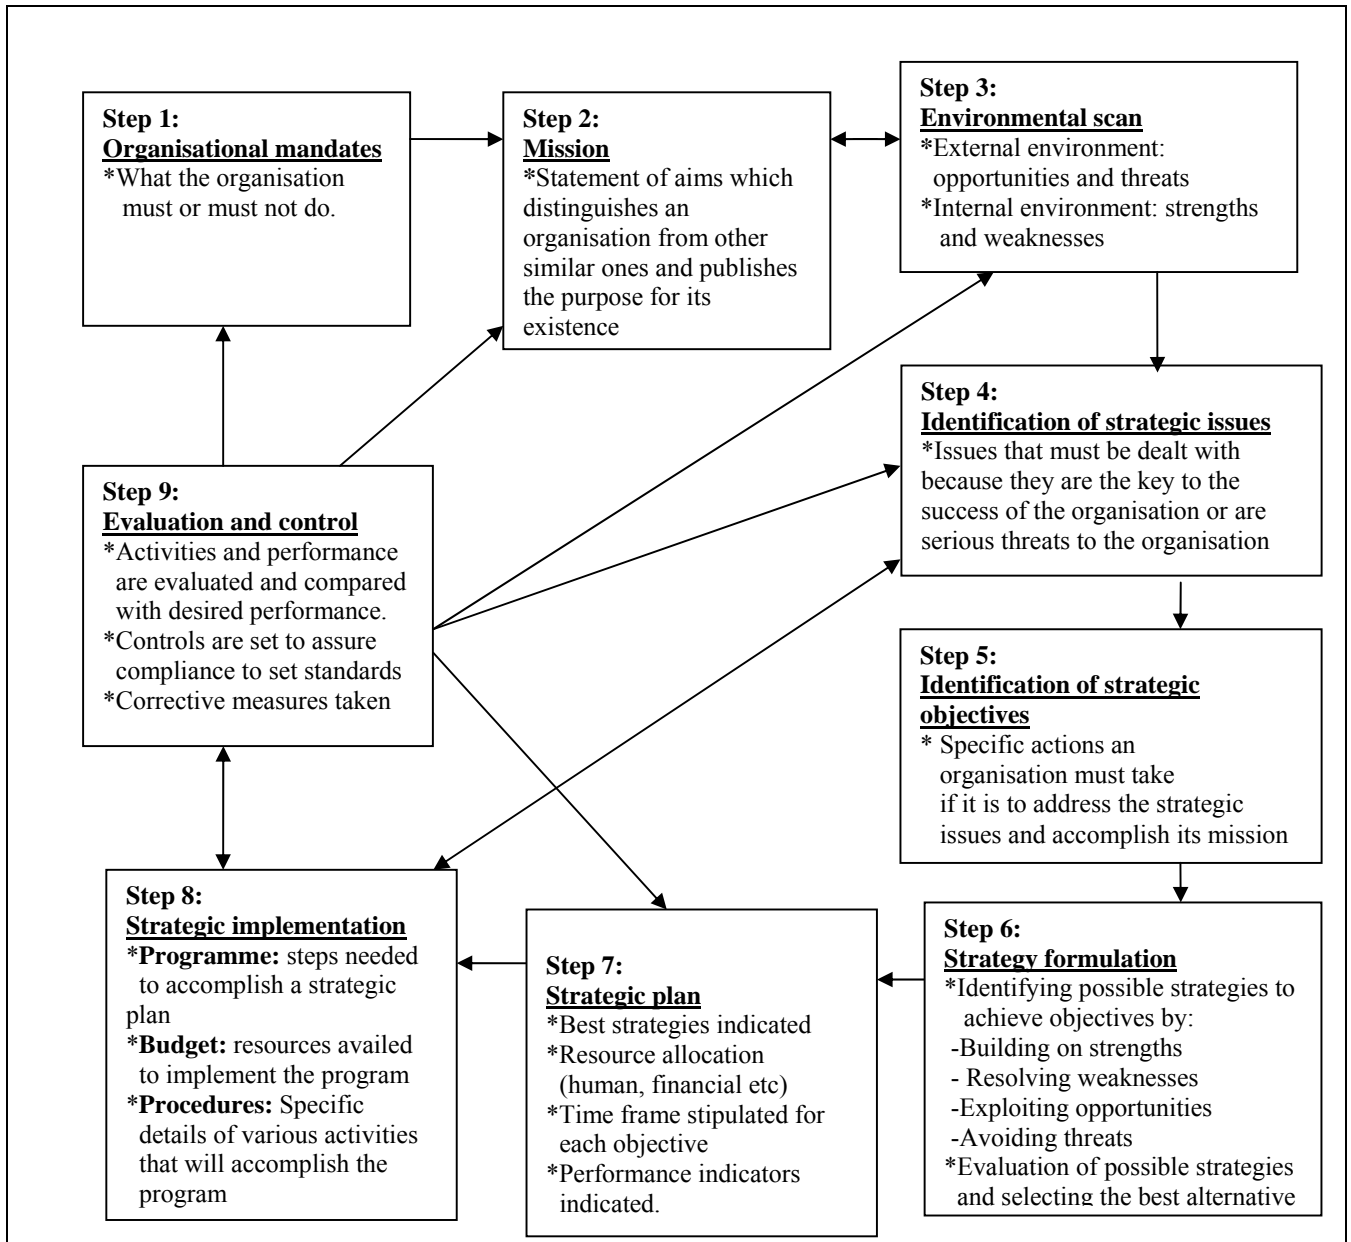 Step 1:
Organisational mandates
*What the organisation
must or must not do.
Step 2:
Mission
*Statement of aims which
distinguishes an
organisation from other
similar ones and publishes
the purpose for its
existence
Step 3:
Environmental scan
*External environment:
opportunities and threats
*Internal environment: strengths
and weaknesses
Step 4:
Identification of strategic issues
*Issues that must be dealt with
because they are the key to the
success of the organisation or are
serious threats to the organisation
Step 5:
Identification of strategic
objectives
* Specific actions an
organisation must take
if it is to address the strategic
issues and accomplish its mission
Step 6:
Strategy formulation
*Identifying possible strategies to
achieve objectives by:
-Building on strengths
- Resolving weaknesses
-Exploiting opportunities
-Avoiding threats
*Evaluation of possible strategies
and selecting the best alternative
Step 7:
Strategic plan
*Best strategies indicated
*Resource allocation
(human, financial etc)
*Time frame stipulated for
each objective
*Performance indicators
indicated.
Step 8:
Strategic implementation
*Programme: steps needed
to accomplish a strategic
plan
*Budget: resources availed
to implement the program
*Procedures: Specific
details of various activities
that will accomplish the
program
Step 9:
Evaluation and control
*Activities and performance
are evaluated and compared
with desired performance.
*Controls are set to assure
compliance to set standards
*Corrective measures taken